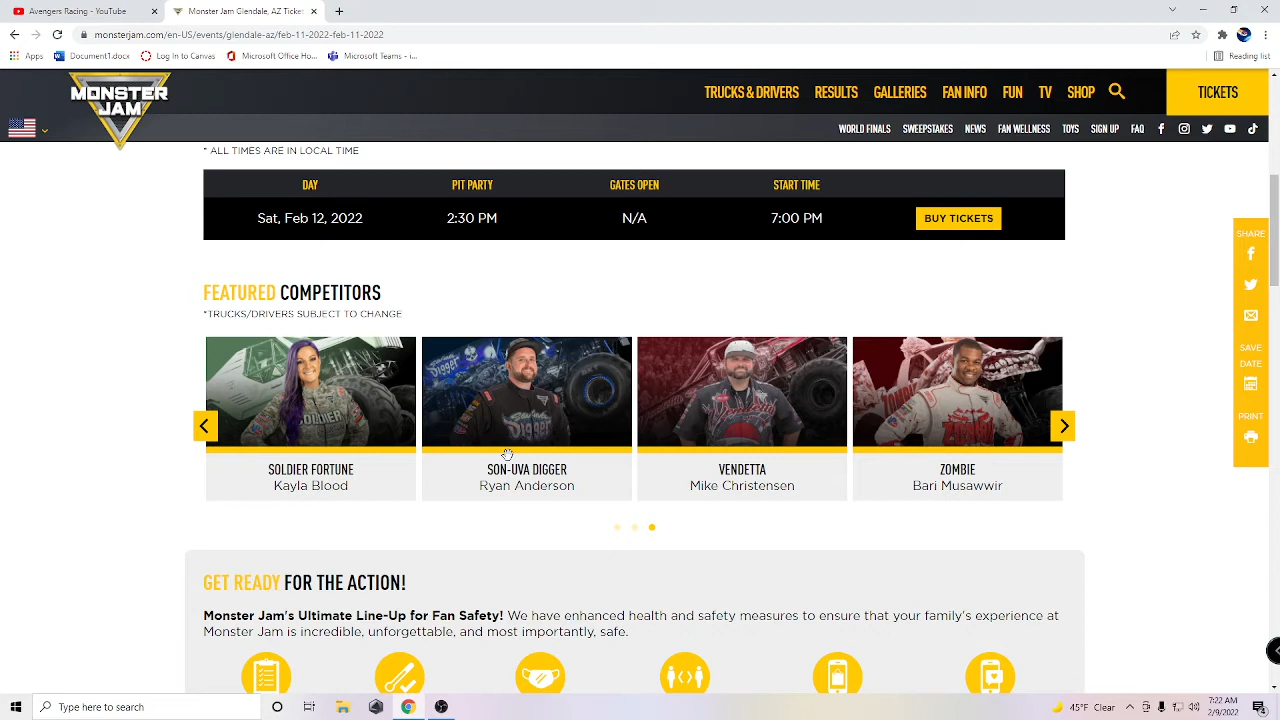 Avengers Racing - YouTube
Glendale, AZ Tickets
monsterjam.com/en-US/events/glendale-az/feb-11-2022-feb-11-2022
Apps
Document1.docx
Log In to Canvas
Microsoft Office Ho...
Microsoft Teams - i...
Reading list
MONSTER
JAM
TRUCKS & DRIVERS
RESULTS
GALLERIES
FAN INFO
FUN
TV
SHOP
TICKETS
WORLD FINALS
SWEEPSTAKES
NEWS
FAN WELLNESS
TOYS
SIGN UP
FAQ
* ALL TIMES ARE IN LOCAL TIME
DAY
PIT PARTY
GATES OPEN
START TIME
Sat, Feb 12, 2022
2:30 PM
N/A
7:00 PM
BUY TICKETS
SHARE
SAVE
DATE
PRINT
FEATURED COMPETITORS
*TRUCKS/DRIVERS SUBJECT TO CHANGE
SOLDIER FORTUNE
Kayla Blood
SON-UVA DIGGER
Ryan Anderson
VENDETTA
Mike Christensen
ZOMBIE
Bari Musawwir
GET READY FOR THE ACTION!
Monster Jam's Ultimate Line-Up for Fan Safety! We have enhanced health and safety measures to ensure that your family's experience at
Monster Jam is incredible, unforgettable, and most importantly, safe.
Type here to search
45°F
7:22 AM
2/9/2022